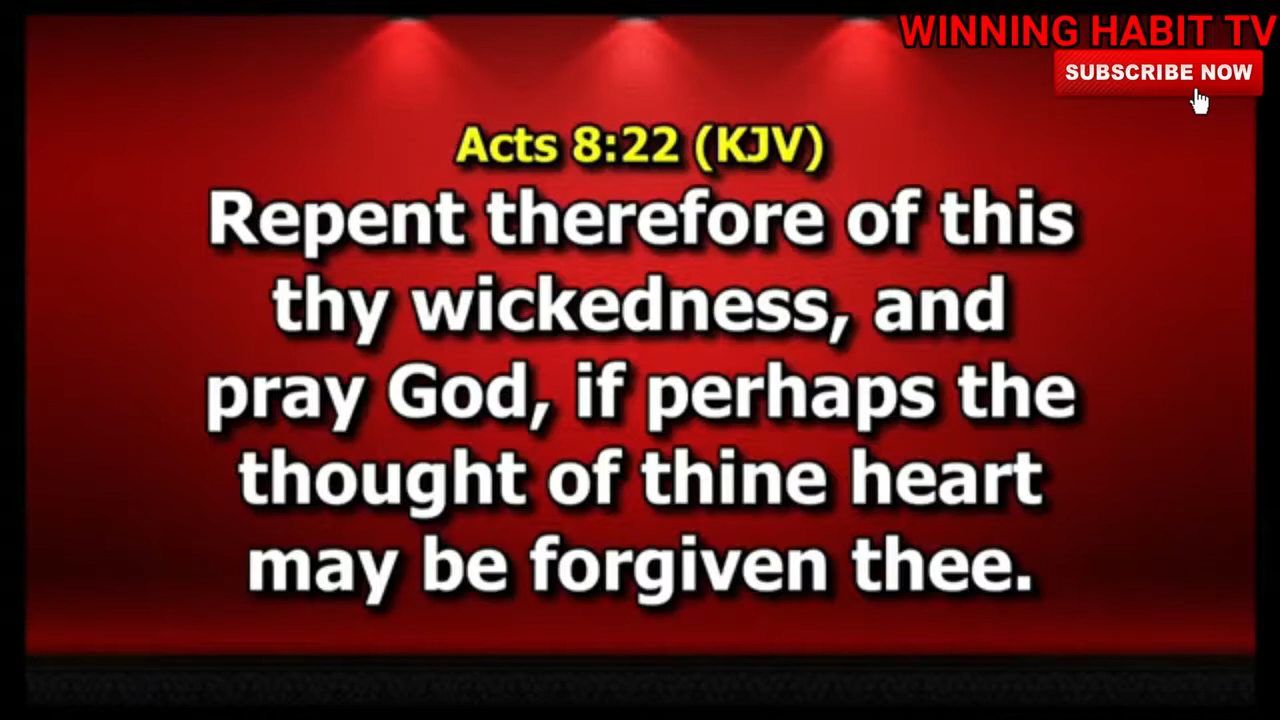 WINNING HABIT TV
SUBSCRIBE NOW
Acts 8:22 (KJV)
Repent therefore of this
thy wickedness, and
pray God, if perhaps the
thought of thine heart
may be forgiven thee.